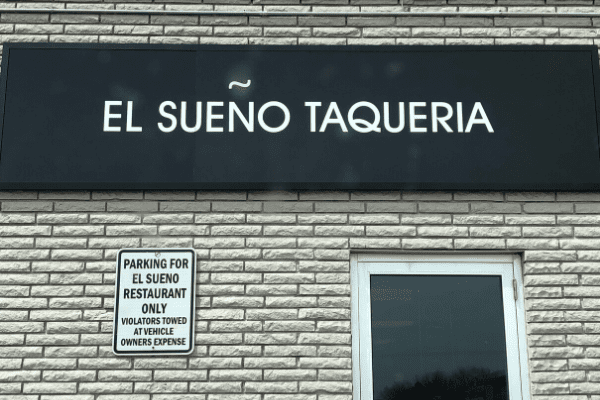 EL SUEÑO TAQUERIA
PARKING FOR
EL SUENO
RESTAURANT
ONLY
VIOLATORS TOWED
AT VEHICLE
OWNERS EXPENSE